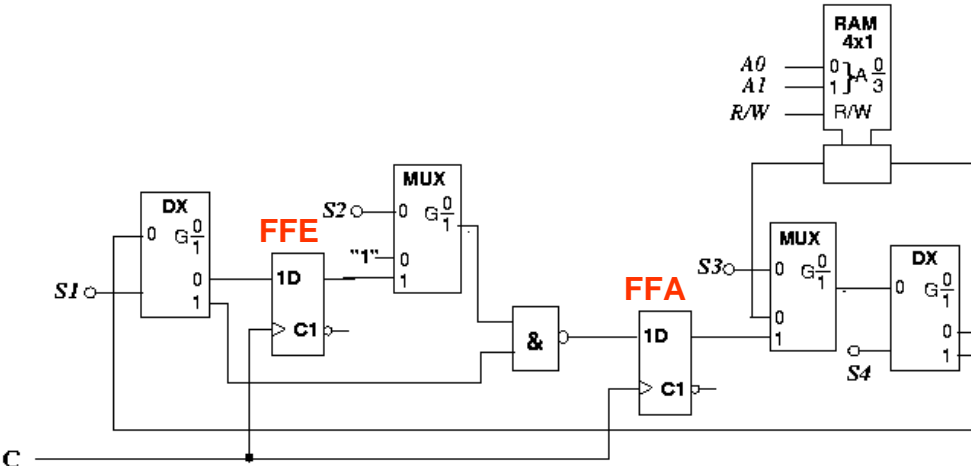 RAM
4x1
A0
A1
R/W
0
1
} A 0/3
R/W
MUX
S2
0
G 0/1
"1"
0
1
DX
0
G 0/1
0
1
S1
FFE
1D
C1
&
FFA
1D
C1
MUX
S3
0
G 0/1
0
1
DX
0
G 0/1
0
1
S4
C